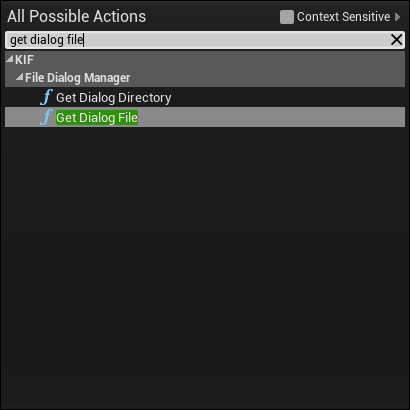 All Possible Actions
Context Sensitive
get dialog file
KIF
File Dialog Manager
f Get Dialog Directory
f Get Dialog File